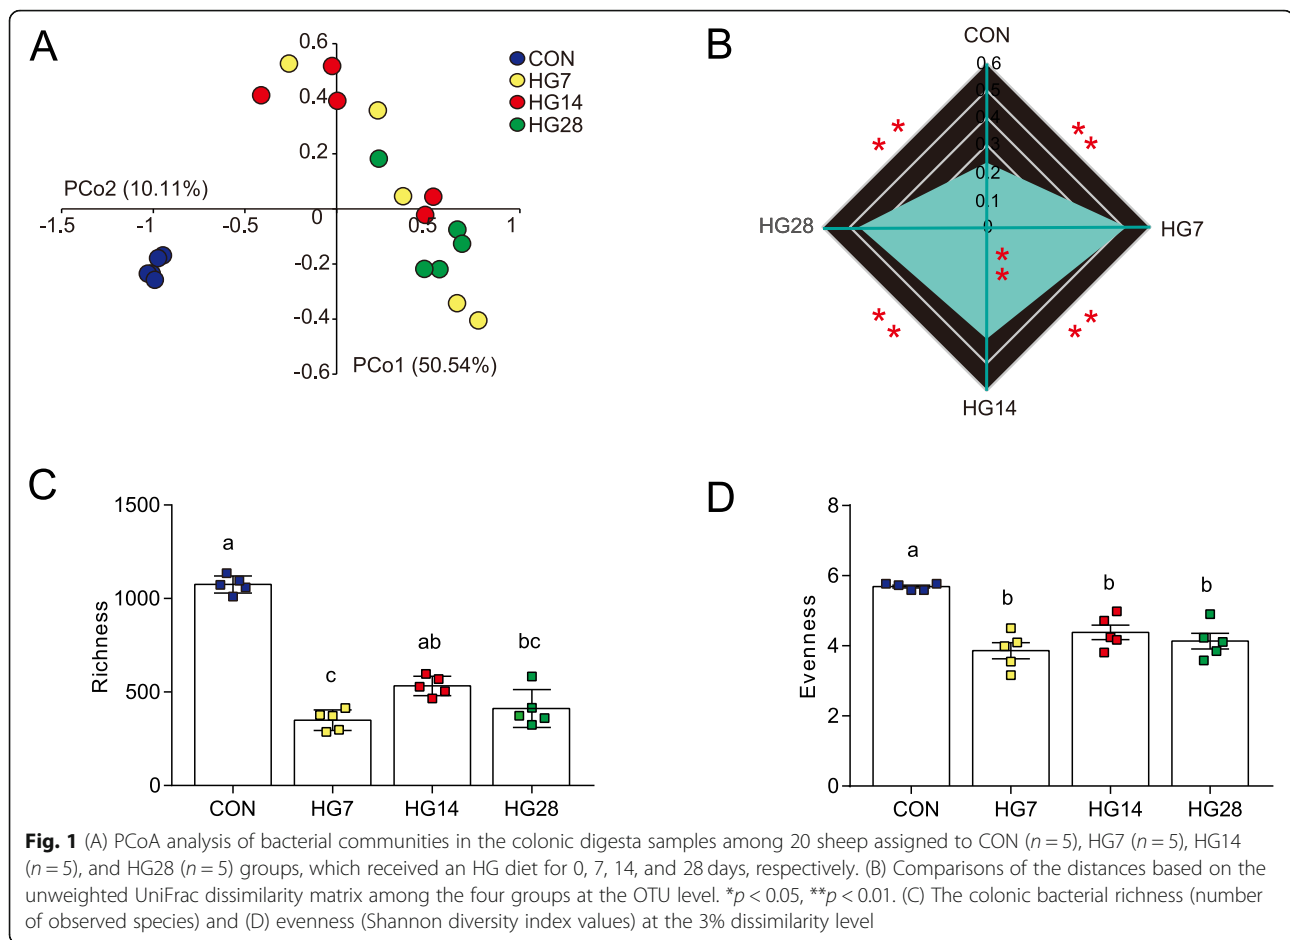 A
0.6
0.4
0.2
0
-0.2
-0.4
-0.6
-1.5
-1
-0.5
0.5
1
PCo2 (10.11%)
PCo1 (50.54%)
CON
HG7
HG14
HG28
B
CON
0.6
0.5
0.4
0.3
0.2
0.1
0
HG28
HG7
HG14
* *
* *
* *
* *
* *
C
1500
1000
500
0
Richness
a
c
ab
bc
CON
HG7
HG14
HG28
D
8
6
4
2
0
Evenness
a
b
b
b
CON
HG7
HG14
HG28
Fig. 1 (A) PCoA analysis of bacterial communities in the colonic digesta samples among 20 sheep assigned to CON (n = 5), HG7 (n = 5), HG14
(n = 5), and HG28 (n = 5) groups, which received an HG diet for 0, 7, 14, and 28 days, respectively. (B) Comparisons of the distances based on the
unweighted UniFrac dissimilarity matrix among the four groups at the OTU level. *p < 0.05, **p < 0.01. (C) The colonic bacterial richness (number
of observed species) and (D) evenness (Shannon diversity index values) at the 3% dissimilarity level